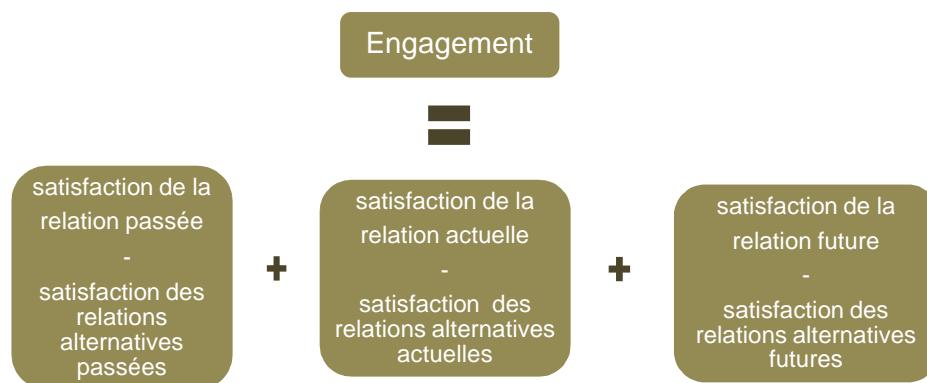 Engagement
=
satisfaction de la
relation passée
-
satisfaction des
relations
alternatives
passées
+
satisfaction de la
relation actuelle
-
satisfaction des
relations alternatives
actuelles
+
satisfaction de la
relation future
-
satisfaction des
relations alternatives
futures